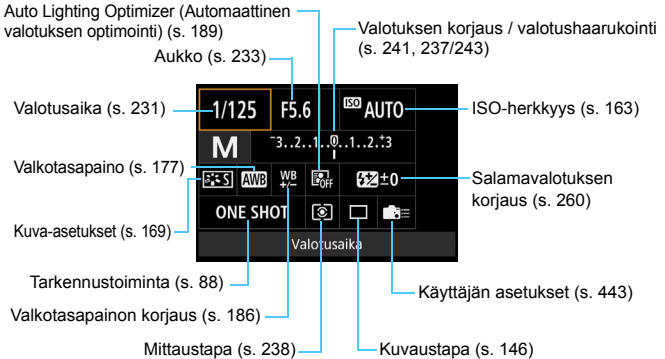 Auto Lighting Optimizer (Automaattinen
valotuksen optimointi) (s. 189)
Valotuksen korjaus / valotushaarukointi
(s. 241, 237/243)
Aukko (s. 233)
Valotusaika (s. 231)
1/125 F5.6 ISO AUTO
ISO-herkkyys (s. 163)
M -3..2..1..0..1..2.+3
Valkotasapaino (s. 177)
S AWB WB +/- OFF ±0
Salamavalotuksen
korjaus (s. 260)
ONE SHOT
Kuva-asetukset (s. 169)
Valotusaika
Tarkennustoiminta (s. 88)
Käyttäjän asetukset (s. 443)
Valkotasapainon korjaus (s. 186)
Mittaustapa (s. 238)
Kuvaustapa (s. 146)